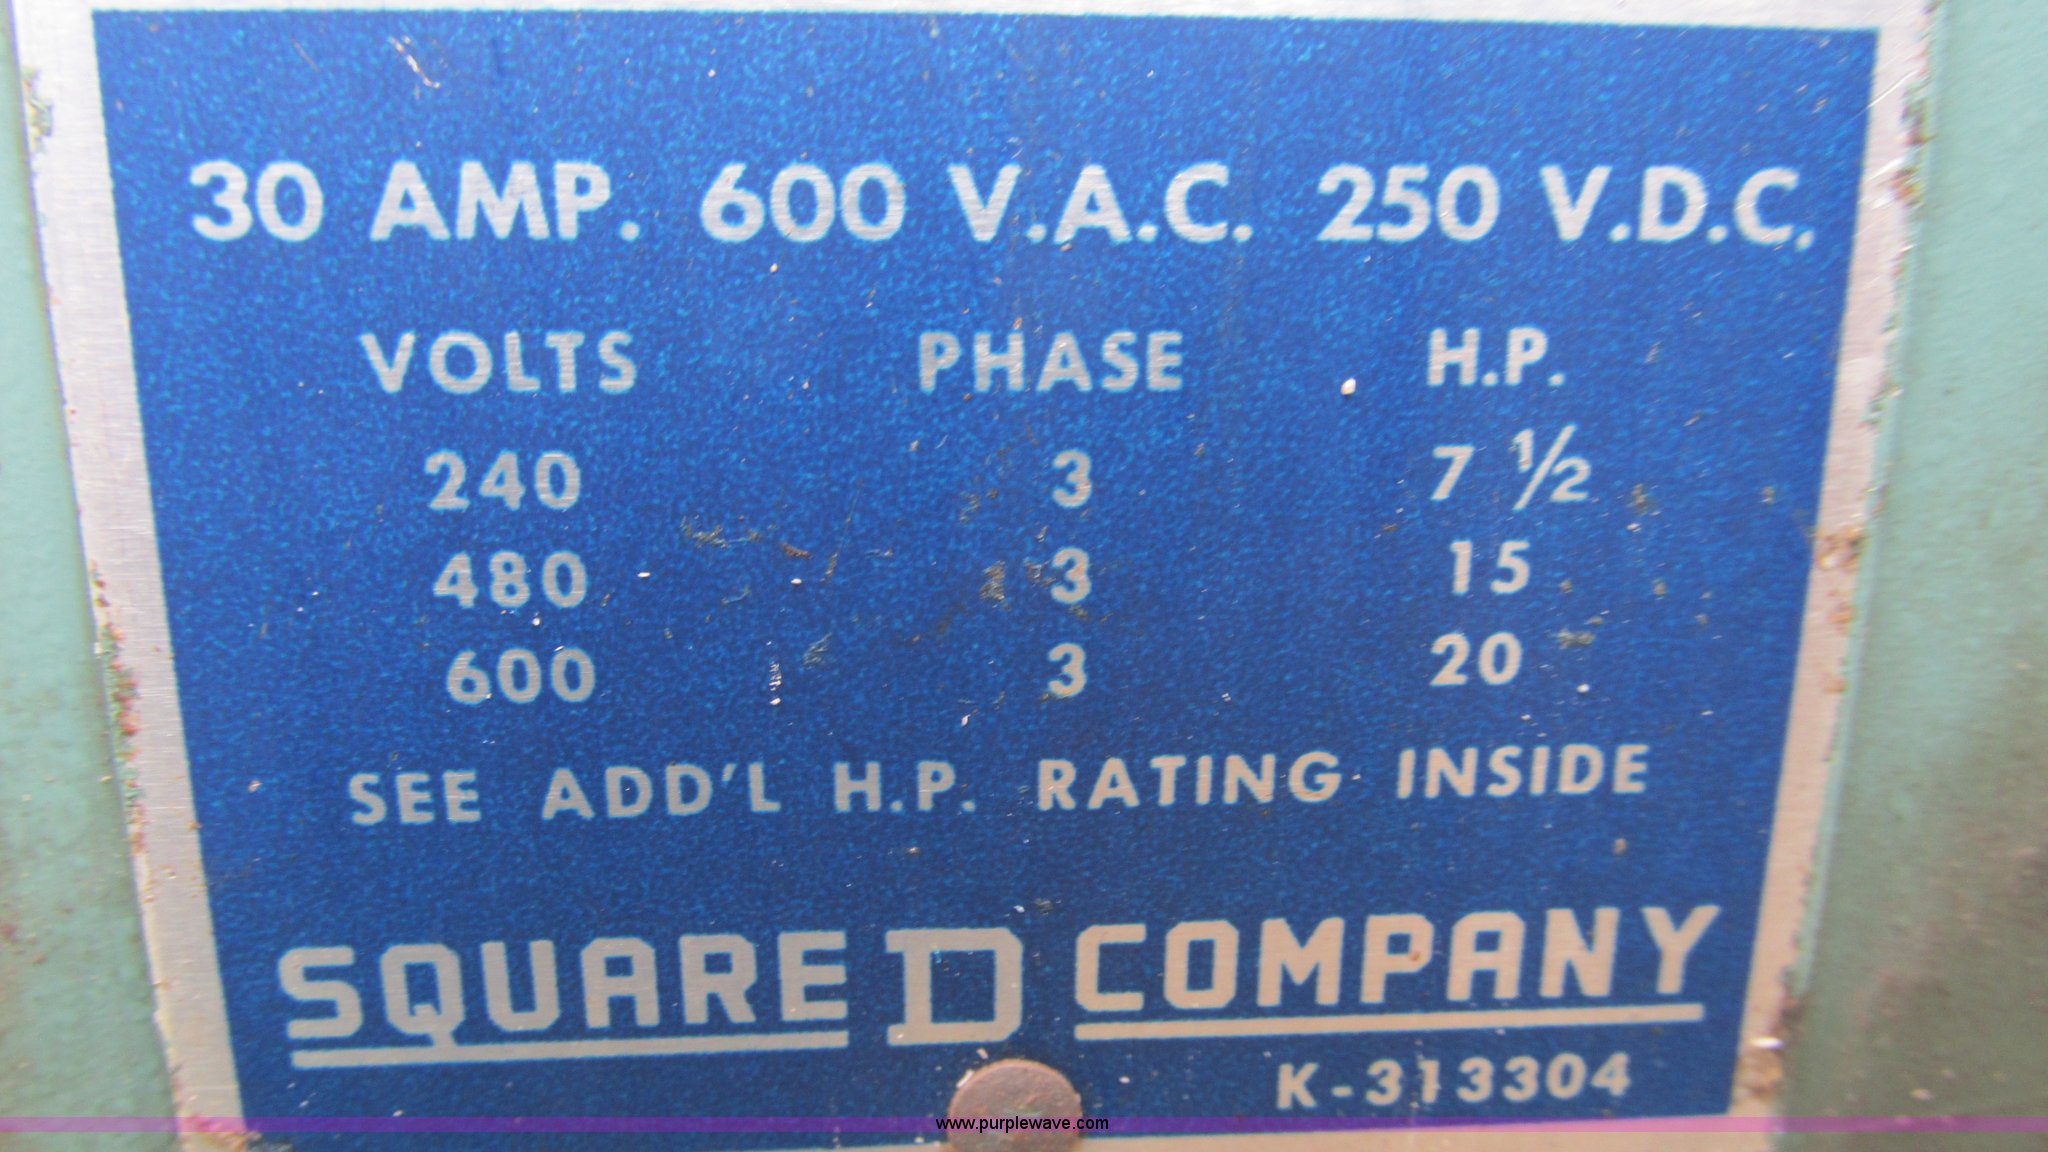 30 AMP. 600 V.A.C. 250 V.D.C.
VOLTS PHASE H.P.
240 3 7 1/2
480 3 15
600 3 20
SEE ADD'L H.P. RATING INSIDE
SQUARE D COMPANY
K-313304
www.purplewave.com